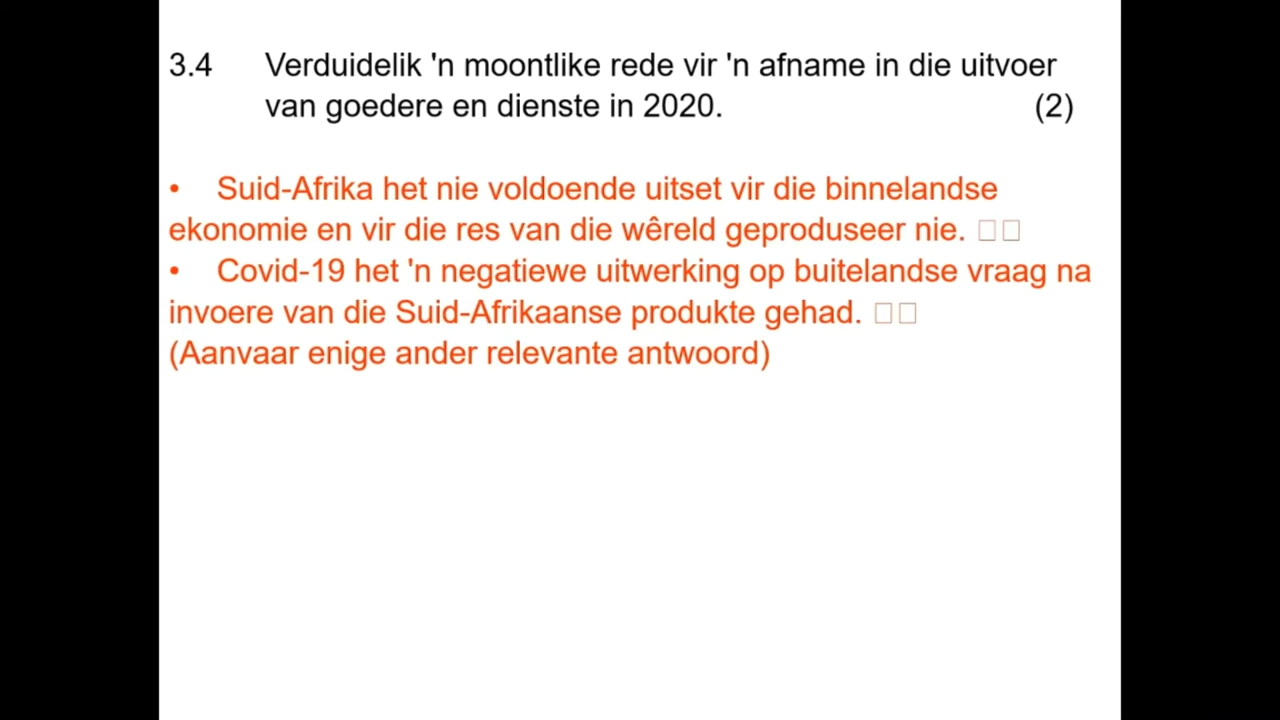 3.4 Verduidelik 'n moontlike rede vir 'n afname in die uitvoer
van goedere en dienste in 2020. (2)
• Suid-Afrika het nie voldoende uitset vir die binnelandse
ekonomie en vir die res van die wêreld geproduseer nie. □□
• Covid-19 het 'n negatiewe uitwerking op buitelandse vraag na
invoere van die Suid-Afrikaanse produkte gehad. □□
(Aanvaar enige ander relevante antwoord)